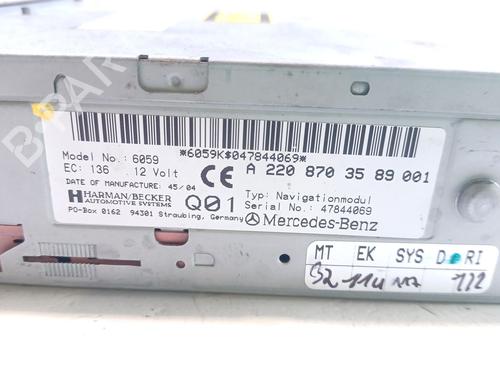 B-PARTS
*6059K$047844069*
Model No.: 6059
EC: 136 12 Volt
CE A 220 870 35 89 001
DATE OF MANUFACTURE: 45/04
HARMAN/BECKER
AUTOMOTIVE SYSTEMS
Q01
Typ: Navigationmodul
Serial No.: 47844069
PO-Box 0162 94301 Straubing, Germany
Mercedes-Benz
MT EK SYS D RI